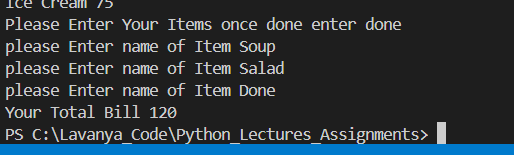 Ice Cream 75
Please Enter Your Items once done enter done
please Enter name of Item Soup
please Enter name of Item Salad
please Enter name of Item Done
Your Total Bill 120
PS C:\Lavanya_Code\Python_Lectures_Assignments>